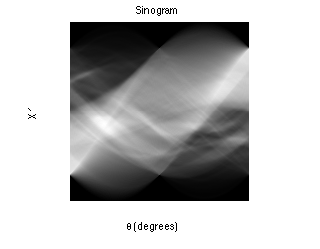 Sinogram
X´
θ (degrees)